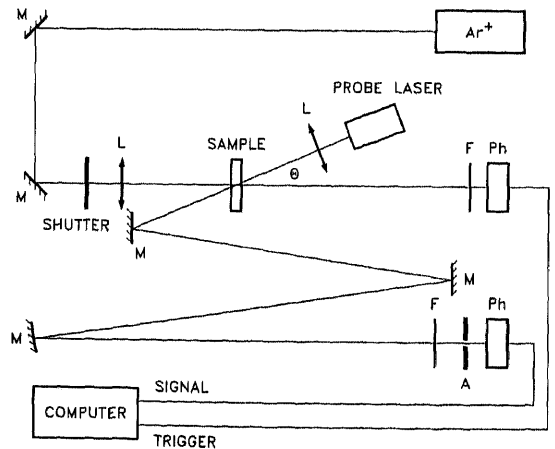 M
Ar+
PROBE LASER
L
SAMPLE
L
F Ph
Θ
M
SHUTTER
M
M
F Ph
M
A
SIGNAL
COMPUTER
TRIGGER